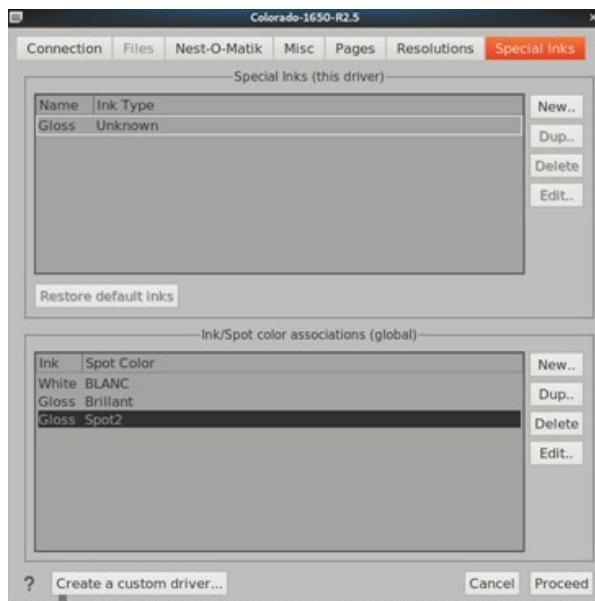 Colorado-1650-R2.5
Connection Files Nest-O-Matik Misc Pages Resolutions Special Inks
Special Inks (this driver)
Name Ink Type
Gloss Unknown
New..
Dup..
Delete
Edit..
Restore default inks
Ink/Spot color associations (global)
Ink Spot Color
White BLANC
Gloss Brillant
Gloss Spot2
New..
Dup..
Delete
Edit..
? Create a custom driver... Cancel Proceed